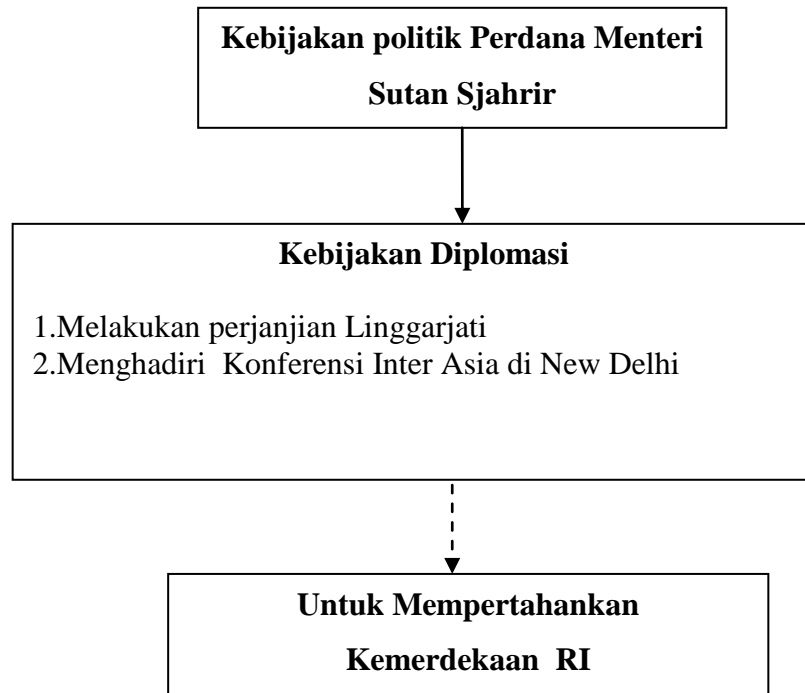 Kebijakan politik Perdana Menteri
Sutan Sjahrir
Kebijakan Diplomasi
1.Melakukan perjanjian Linggarjati
2.Menghadiri  Konferensi Inter Asia di New Delhi
Untuk Mempertahankan
Kemerdekaan  RI